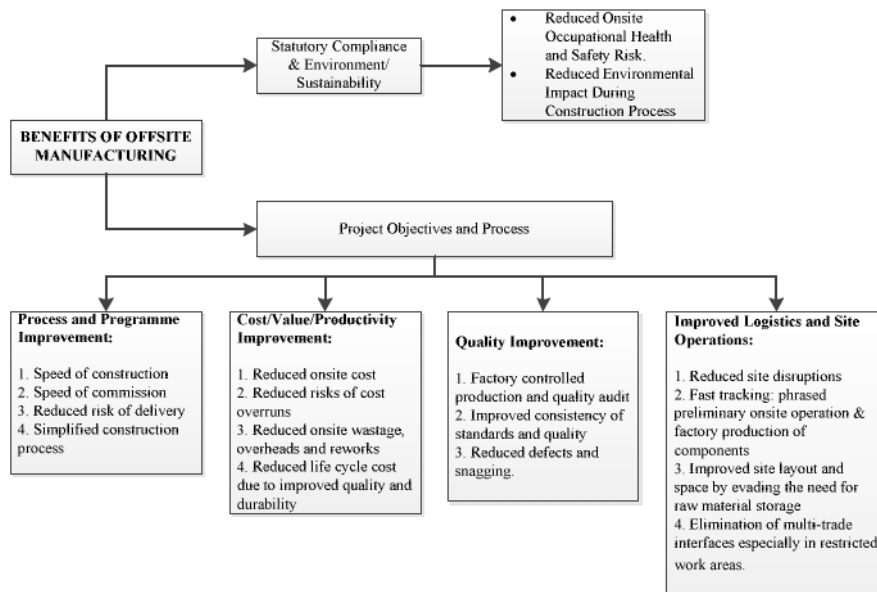 Statutory Compliance
& Environment/
Sustainability
• Reduced Onsite
Occupational Health
and Safety Risk.
• Reduced Environmental
Impact During
Construction Process
BENEFITS OF OFFSITE
MANUFACTURING
Project Objectives and Process
Process and Programme
Improvement:
1. Speed of construction
2. Speed of commission
3. Reduced risk of delivery
4. Simplified construction
process
Cost/Value/Productivity
Improvement:
1. Reduced onsite cost
2. Reduced risks of cost
overruns
3. Reduced onsite wastage,
overheads and reworks
4. Reduced life cycle cost
due to improved quality and
durability
Quality Improvement:
1. Factory controlled
production and quality audit
2. Improved consistency of
standards and quality
3. Reduced defects and
snagging.
Improved Logistics and Site
Operations:
1. Reduced site disruptions
2. Fast tracking: phrased
preliminary onsite operation &
factory production of
components
3. Improved site layout and
space by evading the need for
raw material storage
4. Elimination of multi-trade
interfaces especially in restricted
work areas.